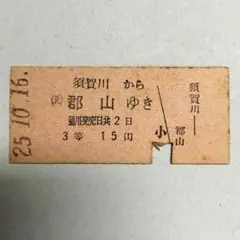 25.10.16.
須賀川 から
郡山 ゆき
通用発売日共2日
3等 15円
小
須賀川
郡山